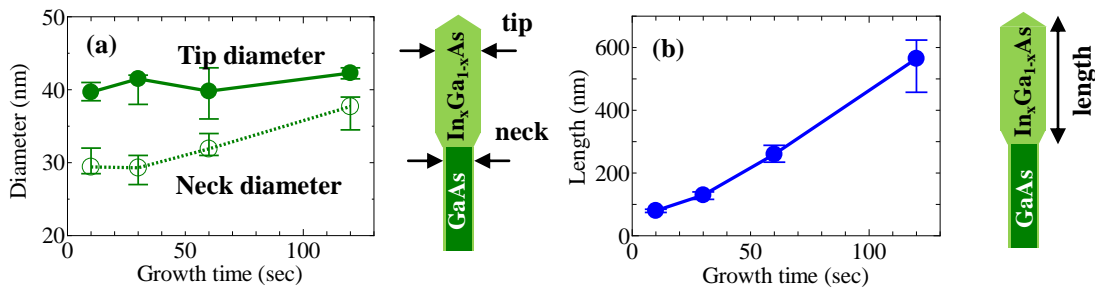 (a)
Tip diameter
Neck diameter
Diameter (nm)
50
40
30
20
0
50
100
Growth time (sec)
tip
neck
InxGa1-xAs
GaAs
(b)
Length (nm)
600
400
200
0
0
50
100
Growth time (sec)
InxGa1-xAs
GaAs
length